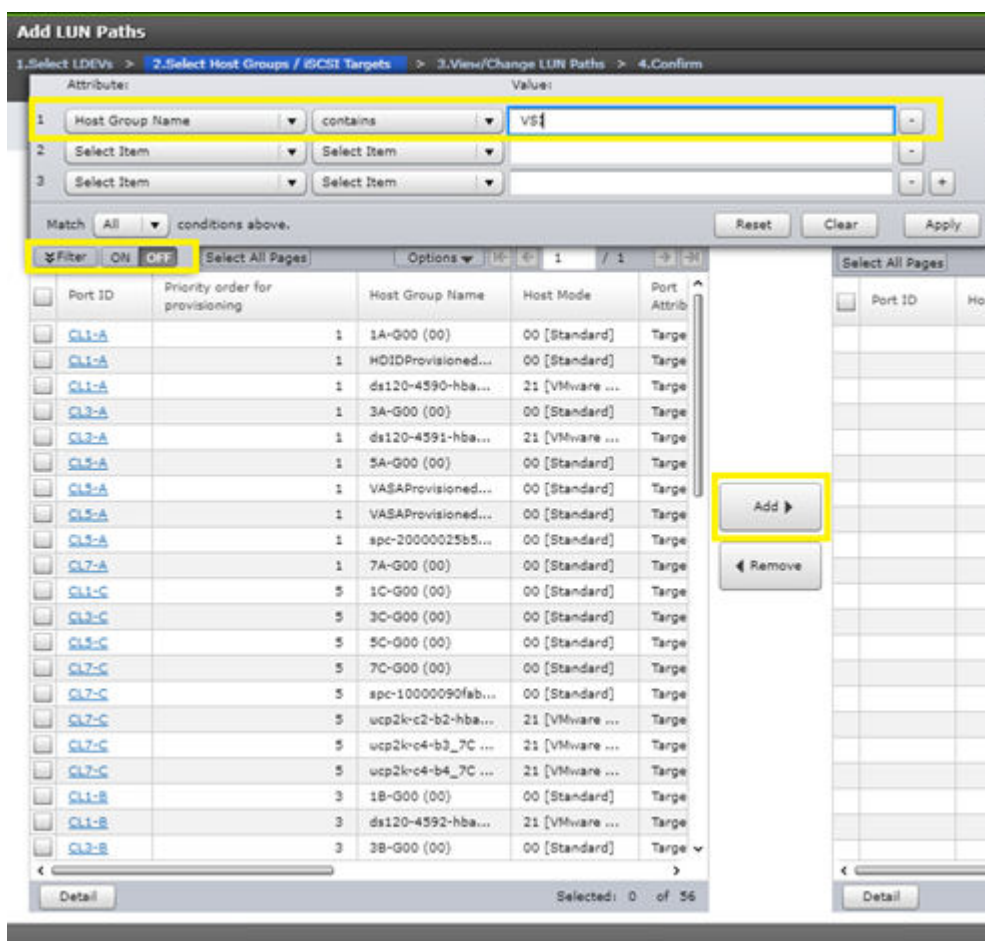 Add LUN Paths
1.Select LDEVs > 2.Select Host Groups / iSCSI Targets > 3.View/Change LUN Paths > 4.Confirm
Attribute: Value:
1 Host Group Name contains VSI -
2 Select Item Select Item -
3 Select Item Select Item - +
Match All conditions above. Reset Clear Apply
Filter ON OFF Select All Pages Options 1 / 1 Select All Pages
Port ID Priority order for provisioning Host Group Name Host Mode Port Attrib Port ID Ho
CL1-A 1 1A-G00 (00) 00 [Standard] Targe
CL1-A 1 HDIDProvisioned... 00 [Standard] Targe
CL1-A 1 ds120-4590-hba... 21 [VMware ... Targe
CL3-A 1 3A-G00 (00) 00 [Standard] Targe
CL3-A 1 ds120-4591-hba... 21 [VMware ... Targe
CL5-A 1 5A-G00 (00) 00 [Standard] Targe
CL5-A 1 VASAProvisioned... 00 [Standard] Targe
CL5-A 1 VASAProvisioned... 00 [Standard] Targe
CL5-A 1 spc-20000025b5... 00 [Standard] Targe
CL7-A 1 7A-G00 (00) 00 [Standard] Targe
CL1-C 5 1C-G00 (00) 00 [Standard] Targe
CL3-C 5 3C-G00 (00) 00 [Standard] Targe
CL5-C 5 5C-G00 (00) 00 [Standard] Targe
CL7-C 5 7C-G00 (00) 00 [Standard] Targe
CL7-C 5 spc-10000090fab... 00 [Standard] Targe
CL7-C 5 ucp2k-c2-b2-hba... 21 [VMware ... Targe
CL7-C 5 ucp2k-c4-b3_7C ... 21 [VMware ... Targe
CL7-C 5 ucp2k-c4-b4_7C ... 21 [VMware ... Targe
CL1-B 3 1B-G00 (00) 00 [Standard] Targe
CL1-B 3 ds120-4592-hba... 21 [VMware ... Targe
CL3-B 3 3B-G00 (00) 00 [Standard] Targe
Add
Remove
Detail Selected: 0 of 56 Detail